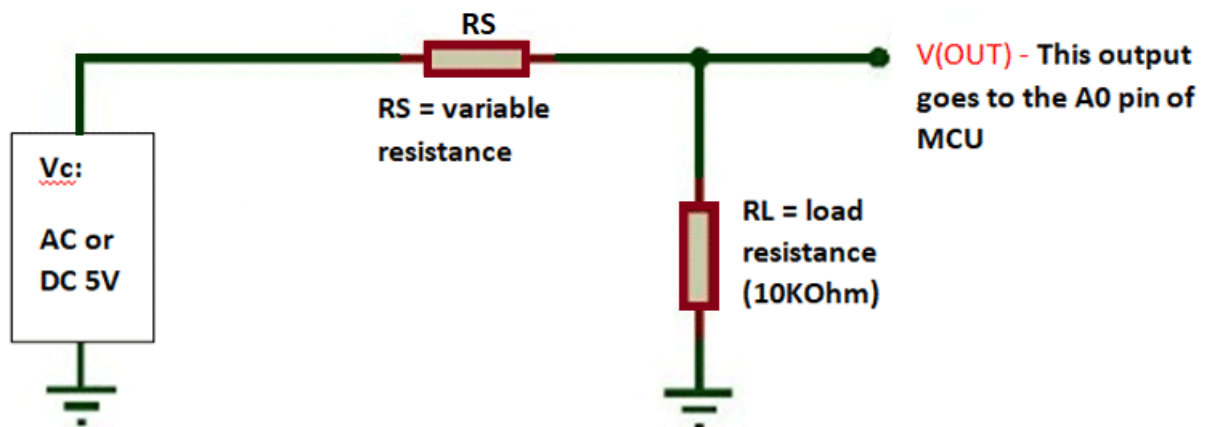 RS
RS = variable
resistance
V(OUT) - This output
goes to the A0 pin of
MCU
Vc:
AC or
DC 5V
RL = load
resistance
(10KOhm)